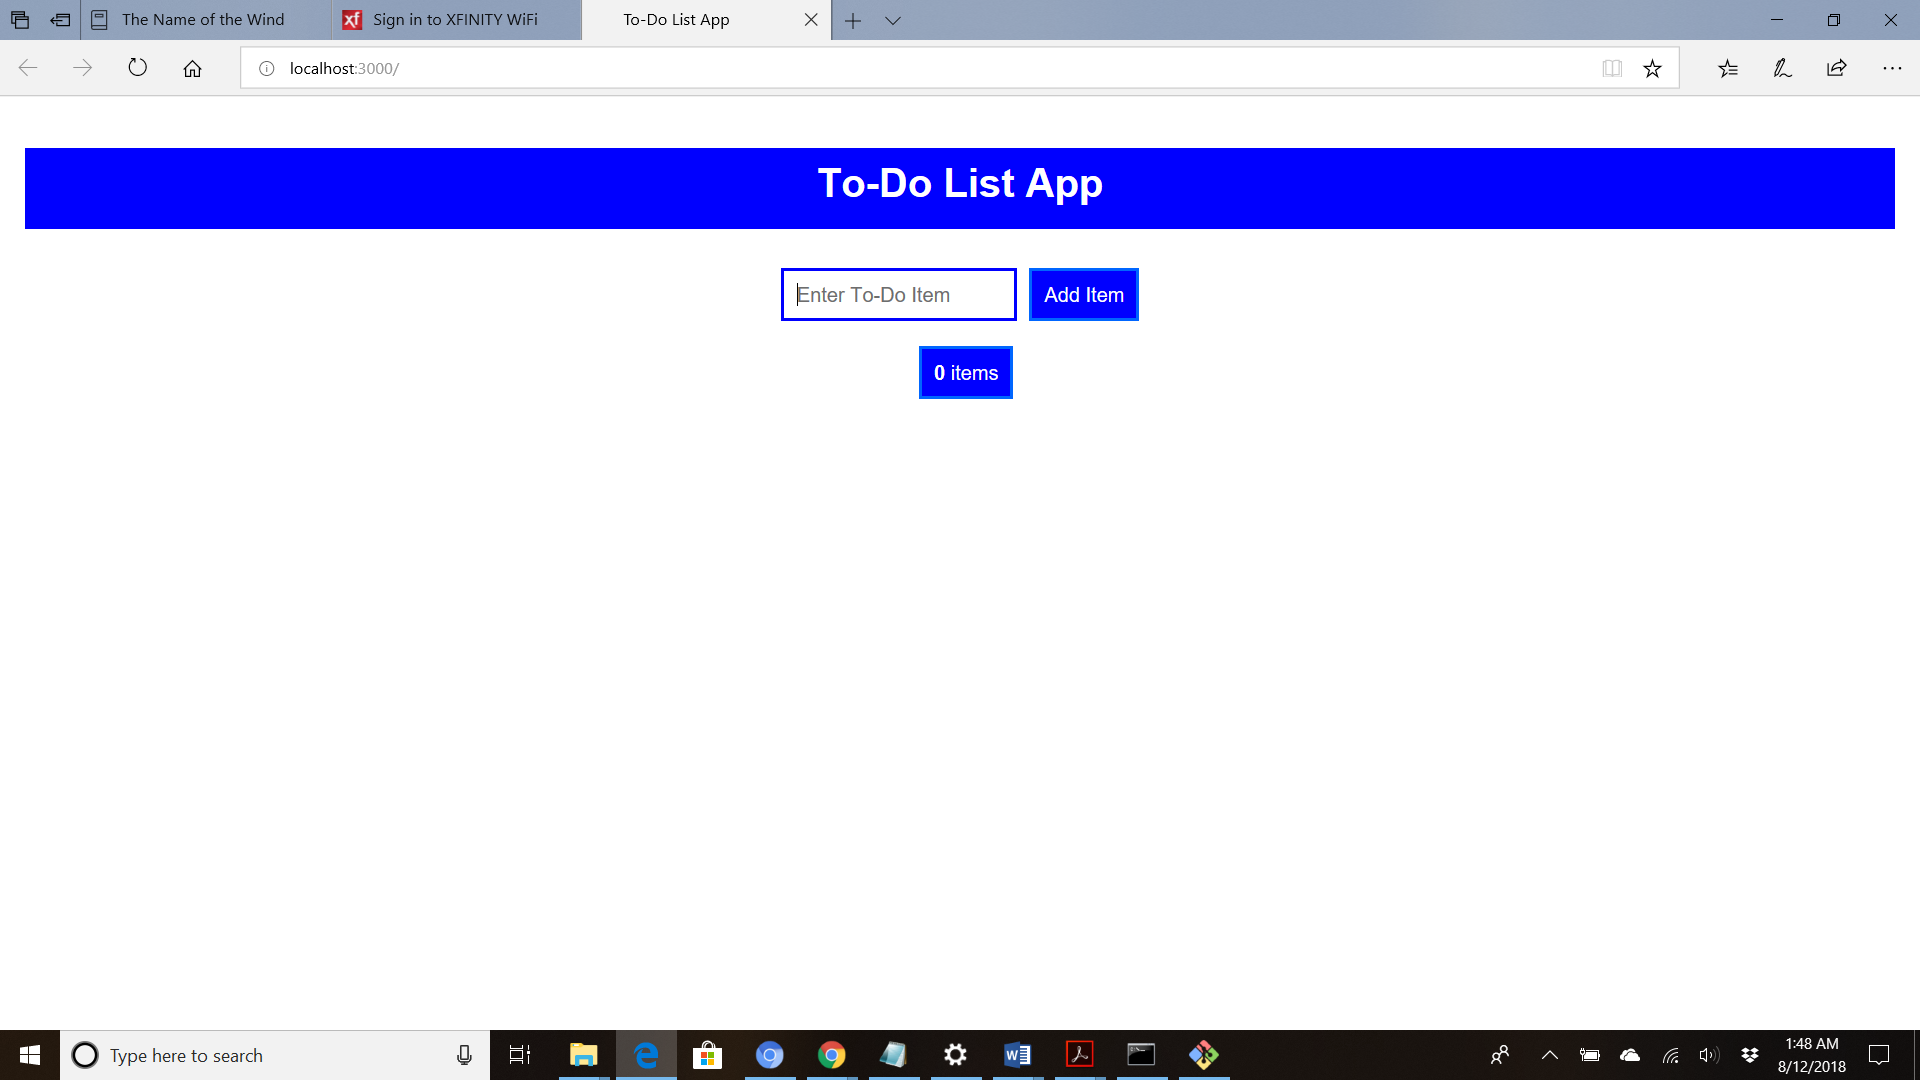 The Name of the Wind
xf Sign in to XFINITY WiFi
To-Do List App
localhost:3000/
To-Do List App
Enter To-Do Item
Add Item
0 items
Type here to search
1:48 AM
8/12/2018